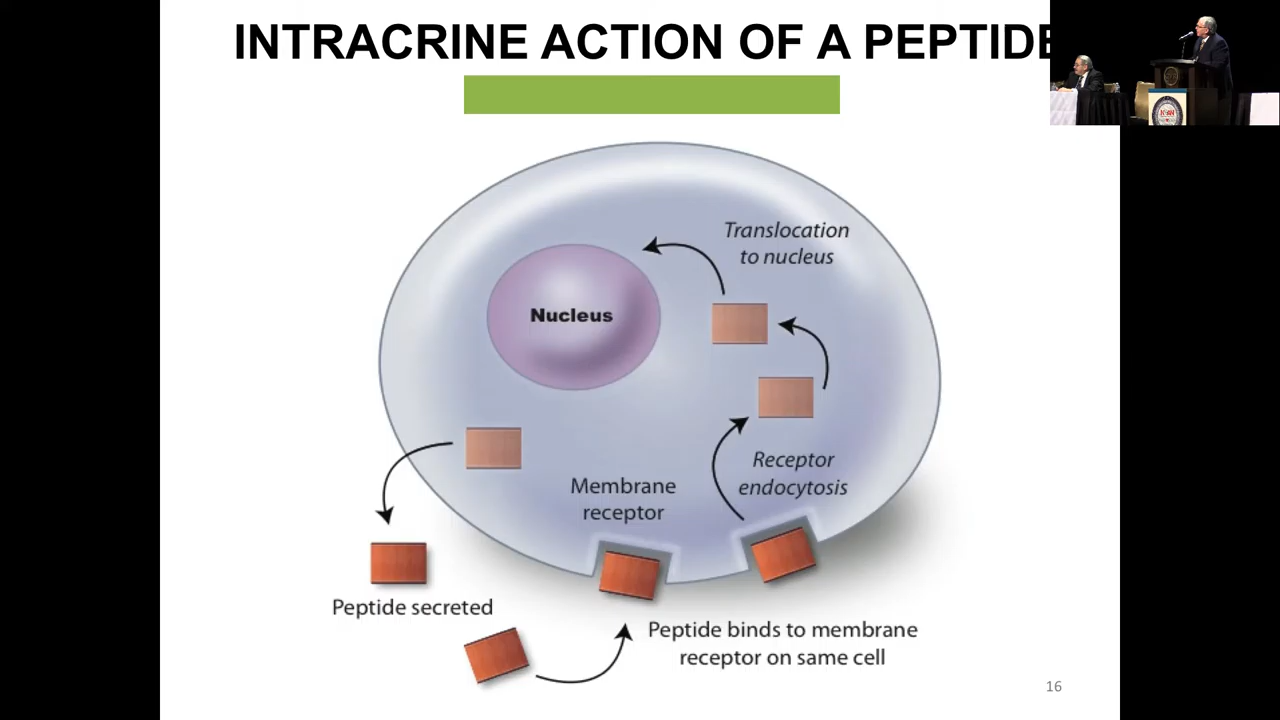 INTRACRINE ACTION OF A PEPTIDE
Translocation
to nucleus
Nucleus
Receptor
endocytosis
Membrane
receptor
Peptide secreted
Peptide binds to membrane
receptor on same cell
16